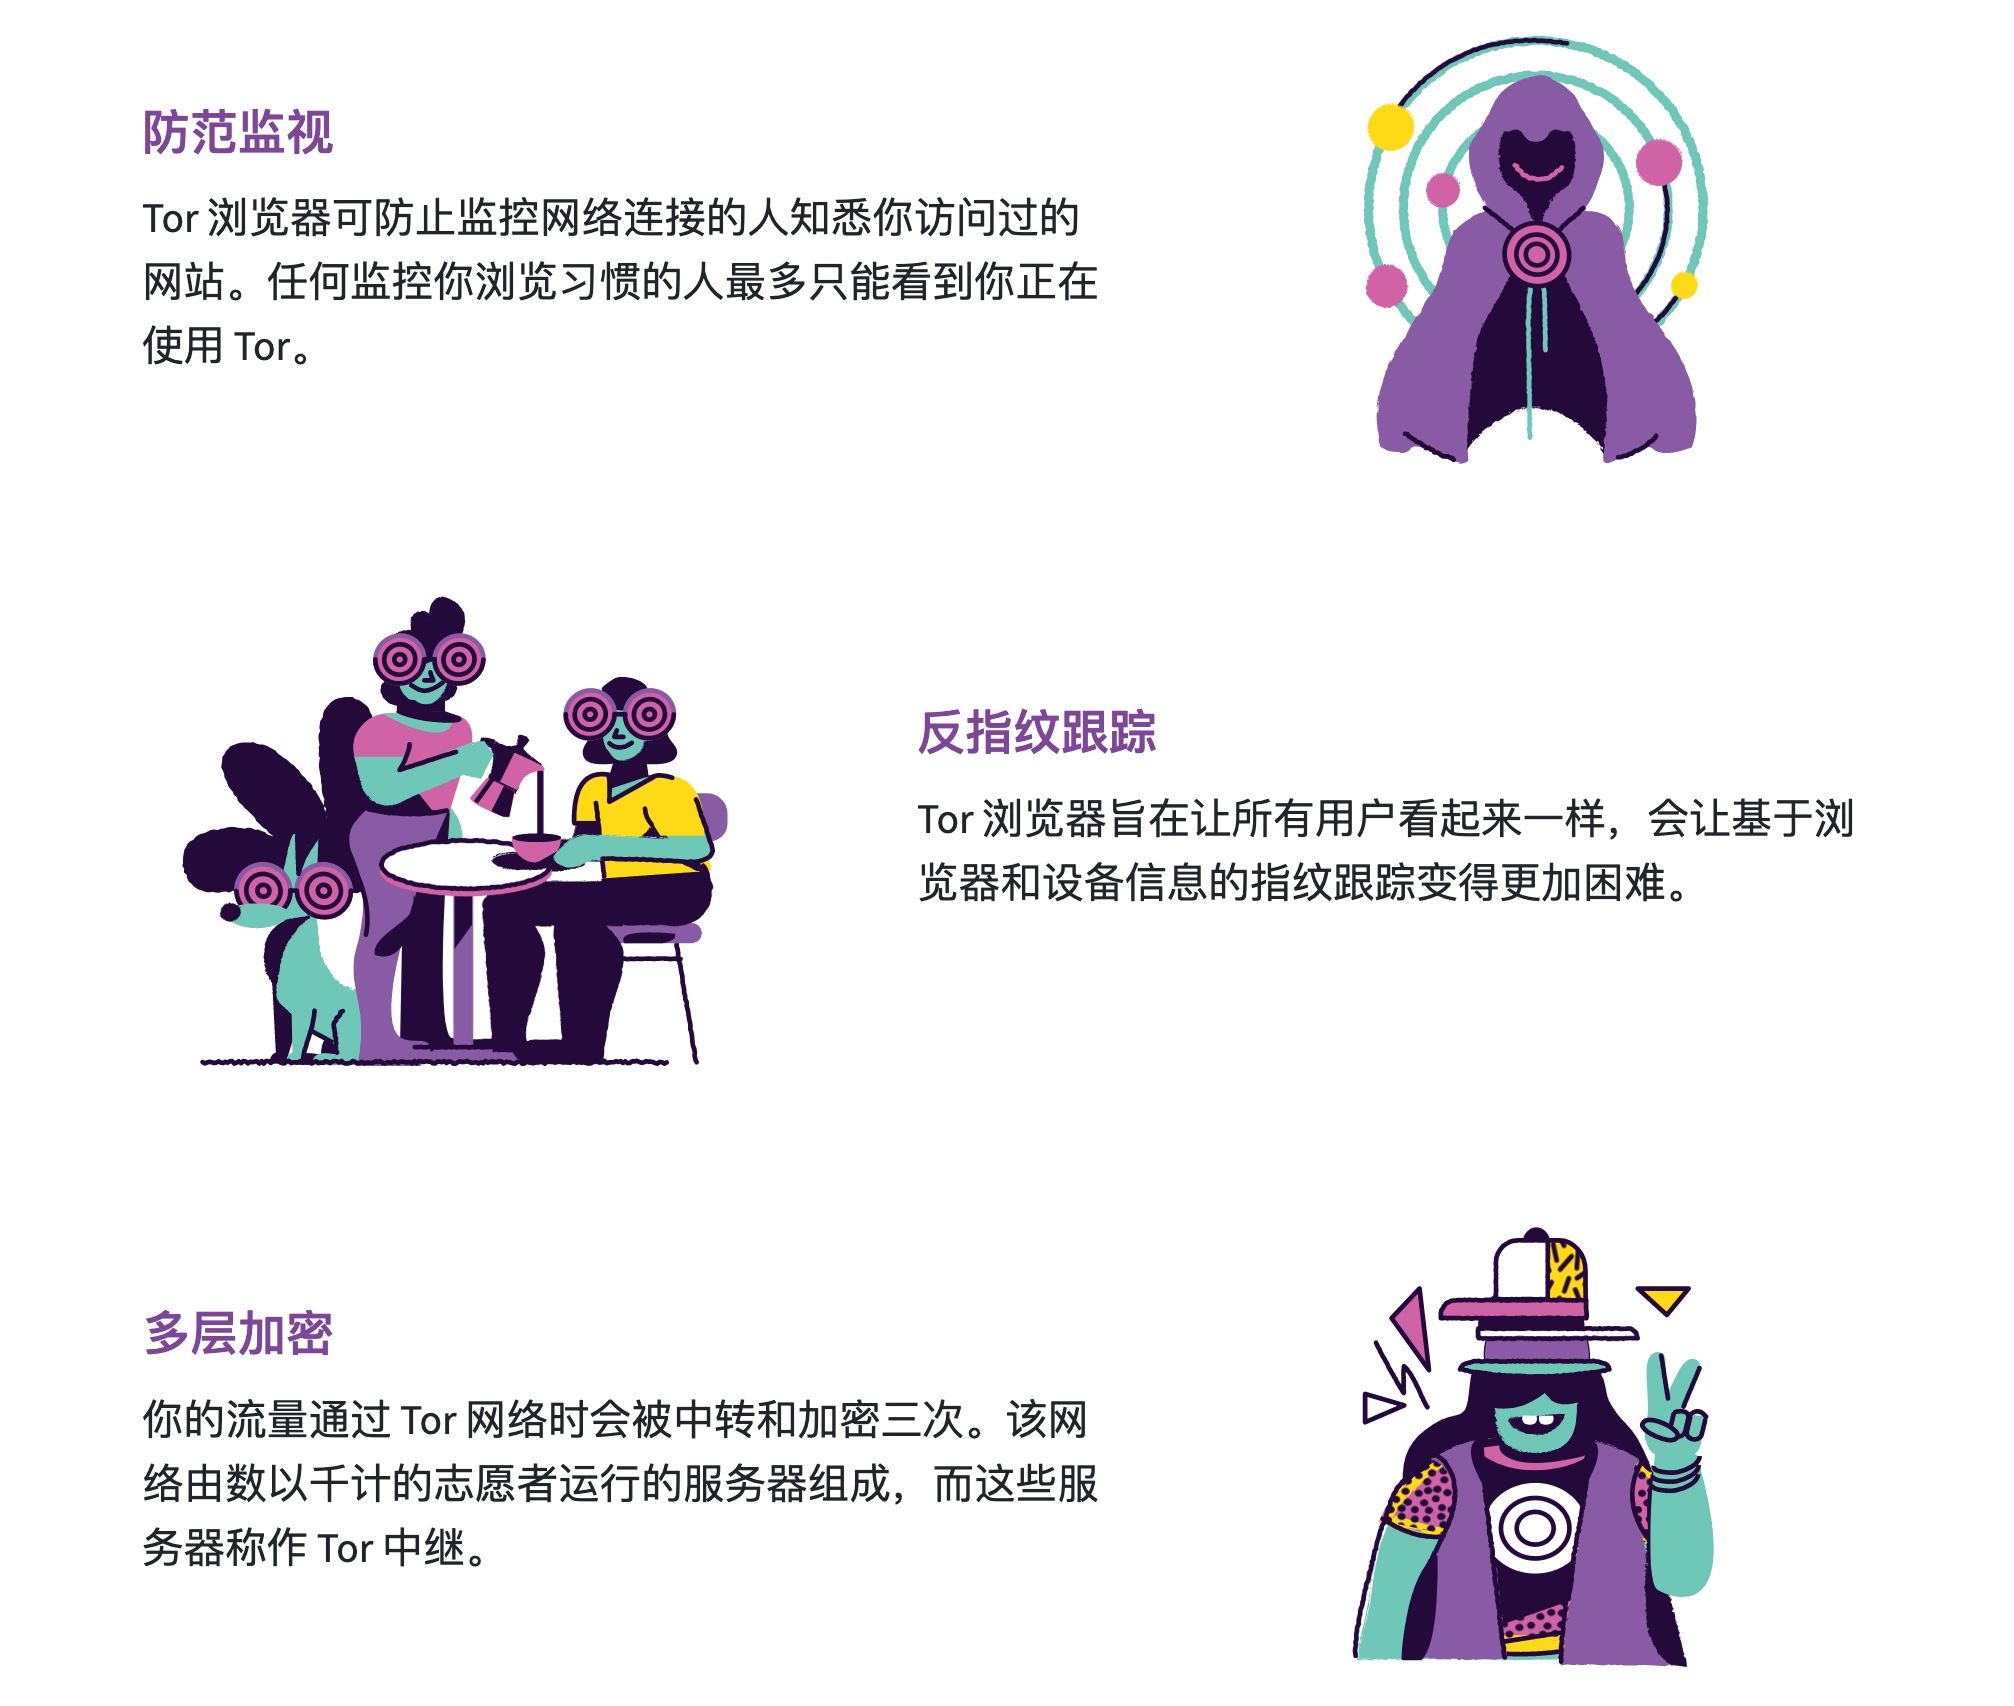 防范监视
Tor 浏览器可防止监控网络连接的人知悉你访问过的
网站。任何监控你浏览习惯的人最多只能看到你正在
使用 Tor。
反指纹跟踪
Tor 浏览器旨在让所有用户看起来一样，会让基于浏
览器和设备信息的指纹跟踪变得更加困难。
多层加密
你的流量通过 Tor 网络时会被中转和加密三次。该网
络由数以千计的志愿者运行的服务器组成，而这些服
务器称作 Tor 中继。